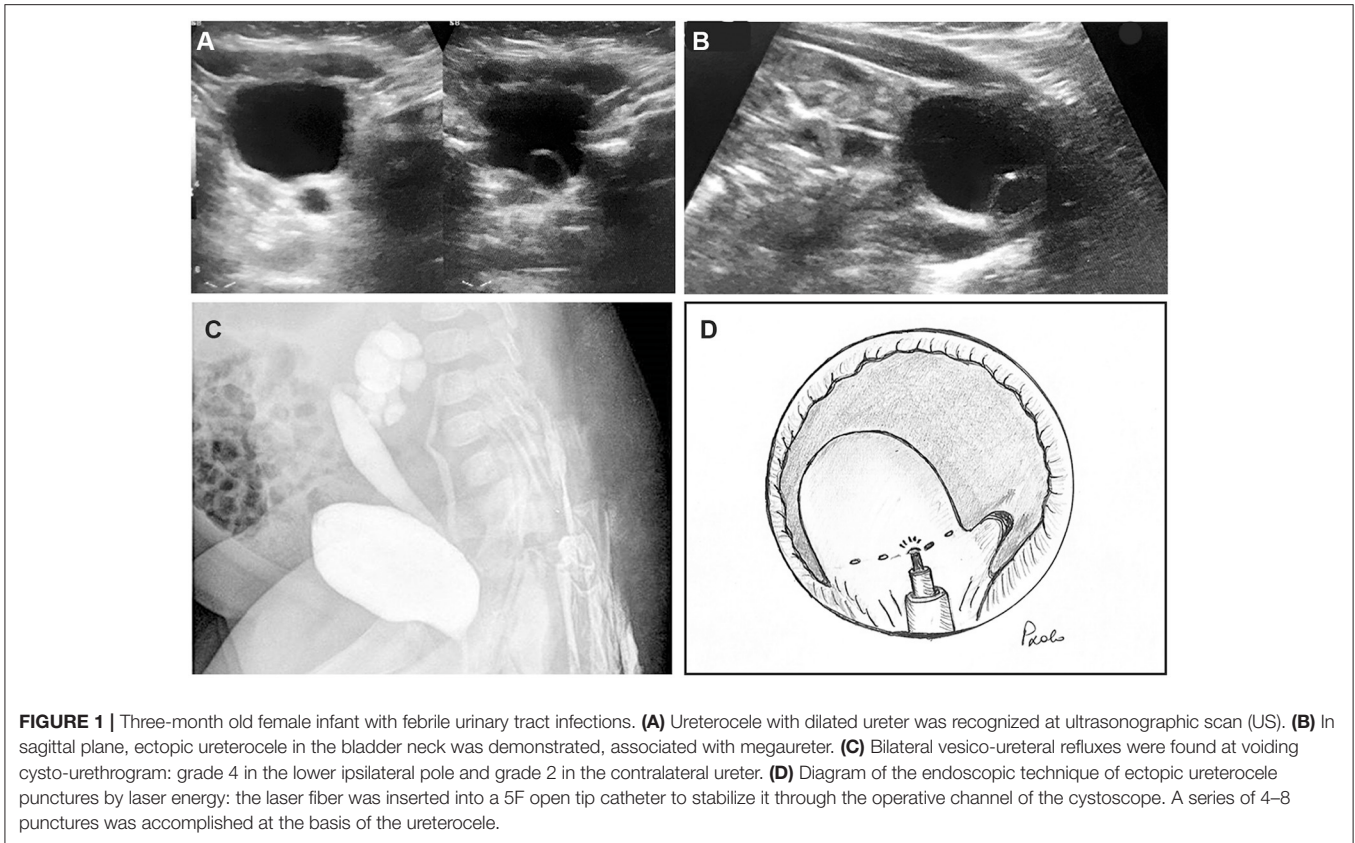 A
B
C
D
Paolo
FIGURE 1 | Three-month old female infant with febrile urinary tract infections. (A) Ureterocele with dilated ureter was recognized at ultrasonographic scan (US). (B) In
sagittal plane, ectopic ureterocele in the bladder neck was demonstrated, associated with megaureter. (C) Bilateral vesico-ureteral refluxes were found at voiding
cysto-urethrogram: grade 4 in the lower ipsilateral pole and grade 2 in the contralateral ureter. (D) Diagram of the endoscopic technique of ectopic ureterocele
punctures by laser energy: the laser fiber was inserted into a 5F open tip catheter to stabilize it through the operative channel of the cystoscope. A series of 4–8
punctures was accomplished at the basis of the ureterocele.